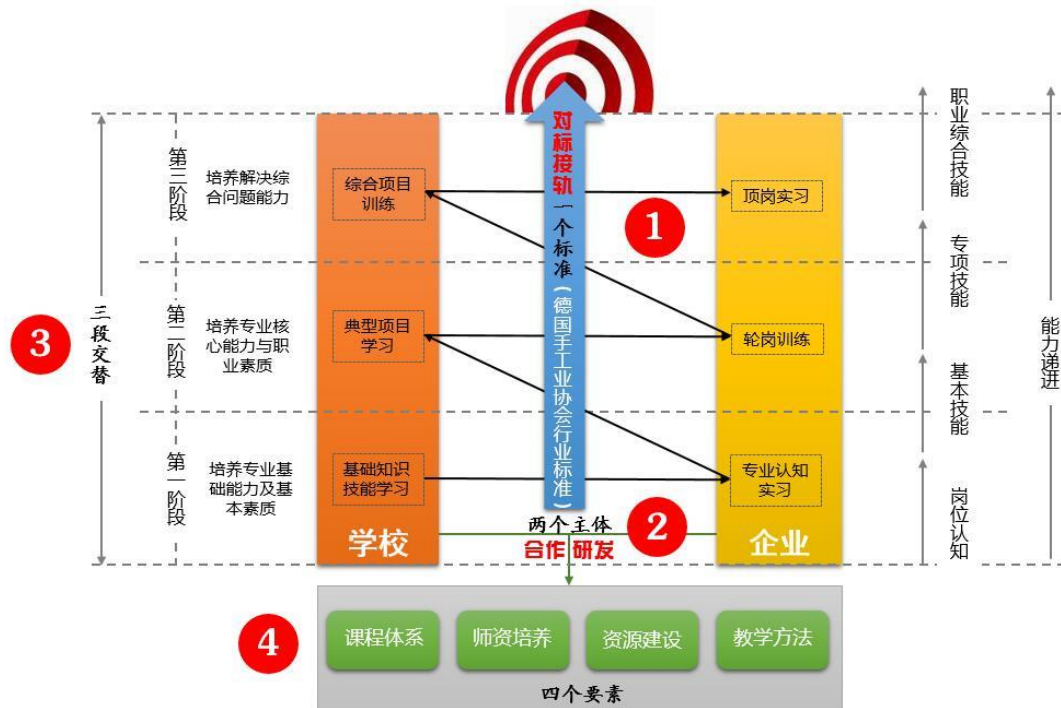 对标接轨
一个标准（德国手工业协会行业标准）
职业综合技能
专项技能
基本技能
岗位认知
能力递进
3
三段交替
第三阶段
培养解决综
合问题能力
综合项目
训练
顶岗实习
1
第二阶段
培养专业核
心能力与职
业素质
典型项目
学习
轮岗训练
第一阶段
培养专业基
础能力及基
本素质
基础知识
技能学习
专业认知
实习
学校
两个主体
合作 研发
2
企业
4
课程体系
师资培养
资源建设
教学方法
四个要素